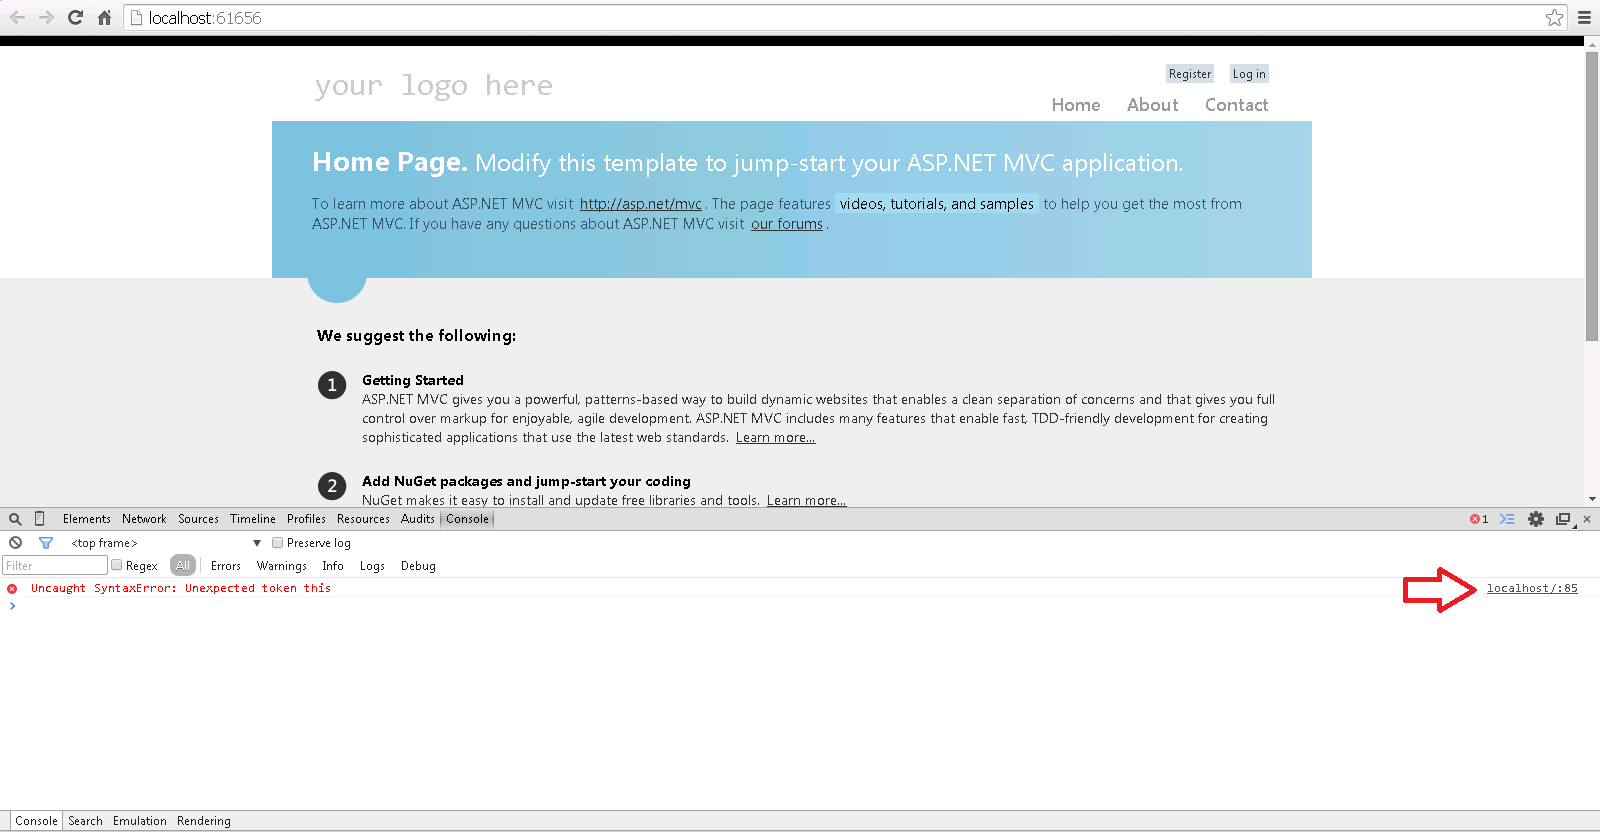 localhost:61656
your logo here
Register Log in
Home About Contact
Home Page. Modify this template to jump-start your ASP.NET MVC application.
To learn more about ASP.NET MVC visit http://asp.net/mvc . The page features videos, tutorials, and samples to help you get the most from
ASP.NET MVC. If you have any questions about ASP.NET MVC visit our forums .
We suggest the following:
1 Getting Started
ASP.NET MVC gives you a powerful, patterns-based way to build dynamic websites that enables a clean separation of concerns and that gives you full
control over markup for enjoyable, agile development. ASP.NET MVC includes many features that enable fast, TDD-friendly development for creating
sophisticated applications that use the latest web standards. Learn more...
2 Add NuGet packages and jump-start your coding
NuGet makes it easy to install and update free libraries and tools. Learn more...
Elements Network Sources Timeline Profiles Resources Audits Console 1
<top frame> Preserve log
Filter Regex All Errors Warnings Info Logs Debug
Uncaught SyntaxError: Unexpected token this localhost/:85
Console Search Emulation Rendering